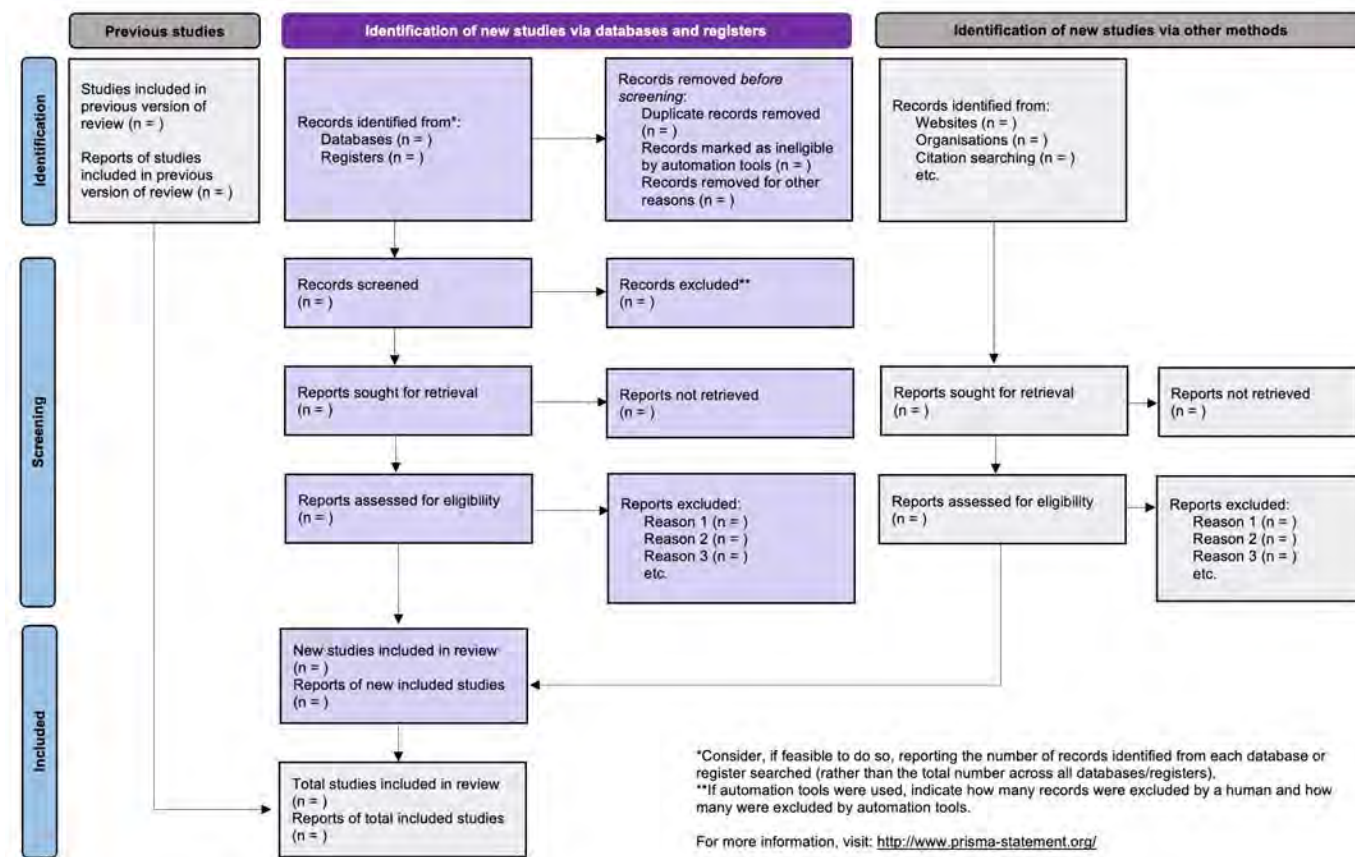 Previous studies
Identification of new studies via databases and registers
Identification of new studies via other methods
Identification
Studies included in
previous version of
review (n = )
Reports of studies
included in previous
version of review (n = )
Records identified from*:
Databases (n = )
Registers (n = )
Records removed before
screening:
Duplicate records removed
(n = )
Records marked as ineligible
by automation tools (n = )
Records removed for other
reasons (n = )
Records identified from:
Websites (n = )
Organisations (n = )
Citation searching (n = )
etc.
Screening
Records screened
(n = )
Records excluded**
(n = )
Reports sought for retrieval
(n = )
Reports not retrieved
(n = )
Reports sought for retrieval
(n = )
Reports not retrieved
(n = )
Reports assessed for eligibility
(n = )
Reports excluded:
Reason 1 (n = )
Reason 2 (n = )
Reason 3 (n = )
etc.
Reports assessed for eligibility
(n = )
Reports excluded:
Reason 1 (n = )
Reason 2 (n = )
Reason 3 (n = )
etc.
Included
New studies included in review
(n = )
Reports of new included studies
(n = )
Total studies included in review
(n = )
Reports of total included studies
(n = )
*Consider, if feasible to do so, reporting the number of records identified from each database or
register searched (rather than the total number across all databases/registers).
**If automation tools were used, indicate how many records were excluded by a human and how
many were excluded by automation tools.
For more information, visit: http://www.prisma-statement.org/